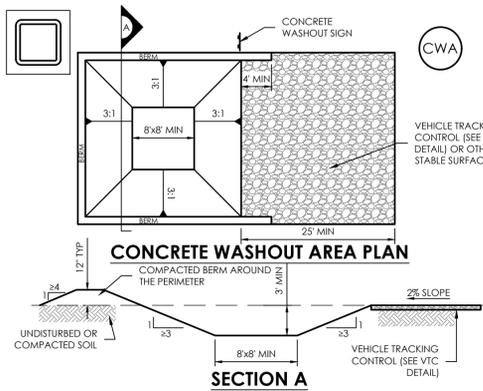 A
CONCRETE
WASHOUT SIGN
CWA
BERM
3:1
4' MIN
3:1
3:1
8'x8' MIN
BERM
3:1
BERM
VEHICLE TRACK
CONTROL (SEE
DETAIL) OR OTH
STABLE SURFAC
25' MIN
CONCRETE WASHOUT AREA PLAN
12" TYP
COMPACTED BERM AROUND
THE PERIMETER
3' MIN
≥4
1
2% SLOPE
UNDISTURBED OR
COMPACTED SOIL
1
≥3
1
≥3
8'x8' MIN
VEHICLE TRACKING
CONTROL (SEE VTC
DETAIL)
SECTION A